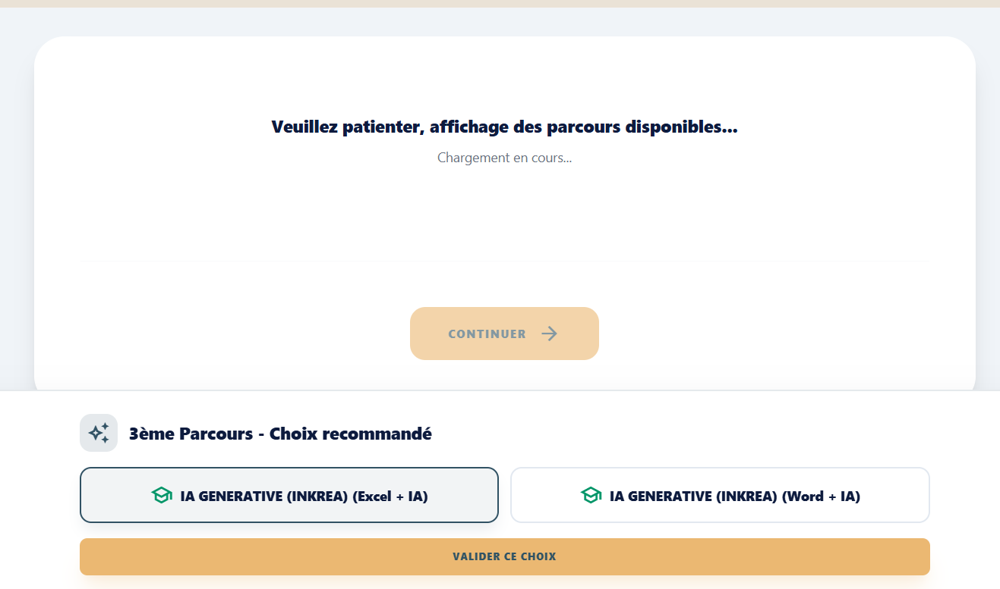 Veuillez patienter, affichage des parcours disponibles...
Chargement en cours...
CONTINUER
3ème Parcours - Choix recommandé
IA GENERATIVE (INKREA) (Excel + IA)
IA GENERATIVE (INKREA) (Word + IA)
VALIDER CE CHOIX